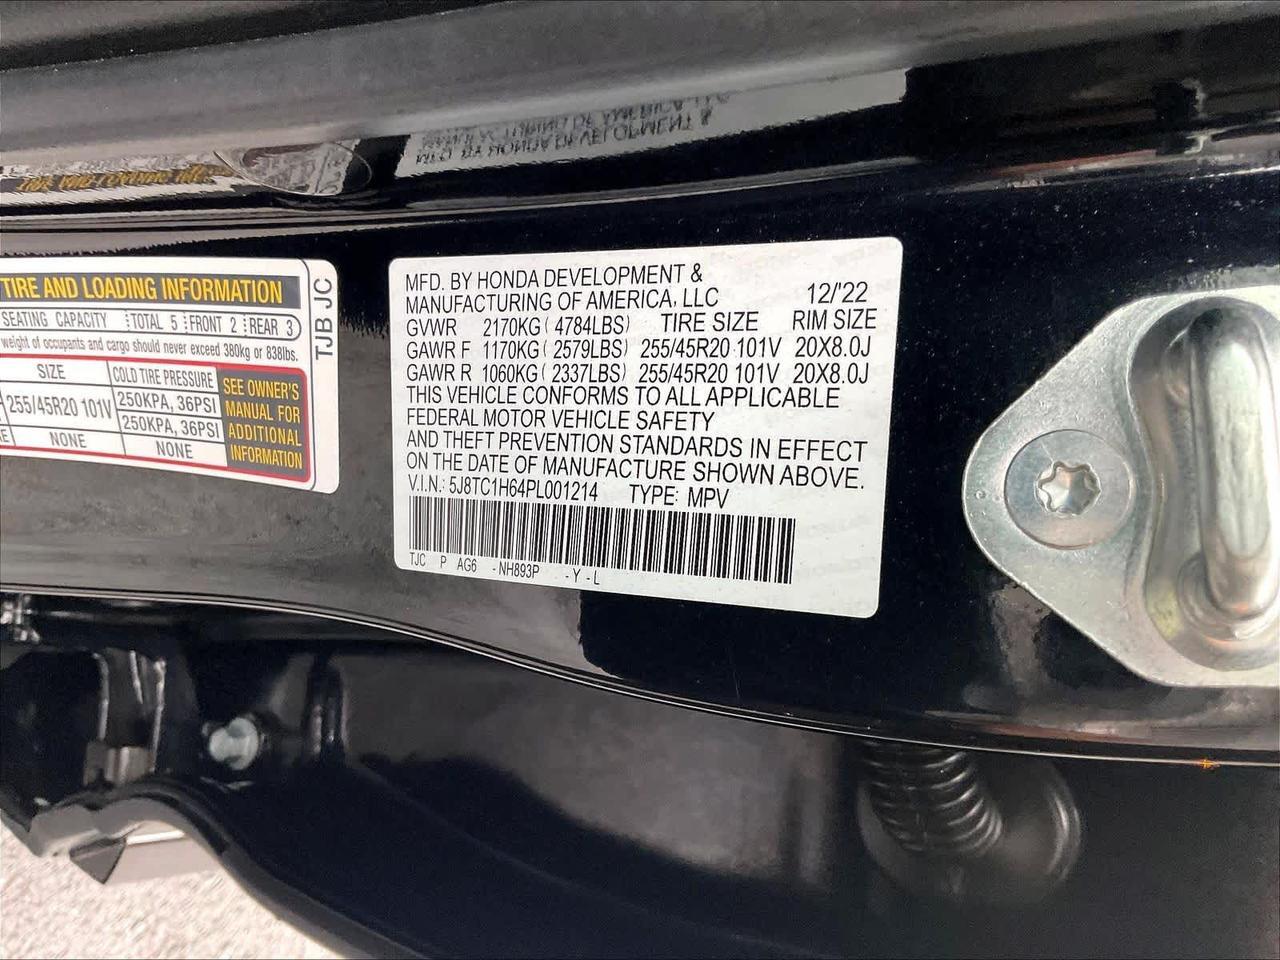 TIRE AND LOADING INFORMATION
SEATING CAPACITY TOTAL 5 FRONT 2 REAR 3
weight of occupants and cargo should never exceed 380kg or 838lbs.
SIZE COLD TIRE PRESSURE
255/45R20 101V 250KPA, 36PSI
250KPA, 36PSI
NONE NONE
SEE OWNER'S
MANUAL FOR
ADDITIONAL
INFORMATION
TJB JC
MFD. BY HONDA DEVELOPMENT &
MANUFACTURING OF AMERICA, LLC 12/'22
GVWR 2170KG ( 4784LBS) TIRE SIZE RIM SIZE
GAWR F 1170KG ( 2579LBS) 255/45R20 101V 20X8.0J
GAWR R 1060KG ( 2337LBS) 255/45R20 101V 20X8.0J
THIS VEHICLE CONFORMS TO ALL APPLICABLE
FEDERAL MOTOR VEHICLE SAFETY
AND THEFT PREVENTION STANDARDS IN EFFECT
ON THE DATE OF MANUFACTURE SHOWN ABOVE.
V.I.N.: 5J8TC1H64PL001214 TYPE: MPV
TJC P AG6 -NH893P -Y-L